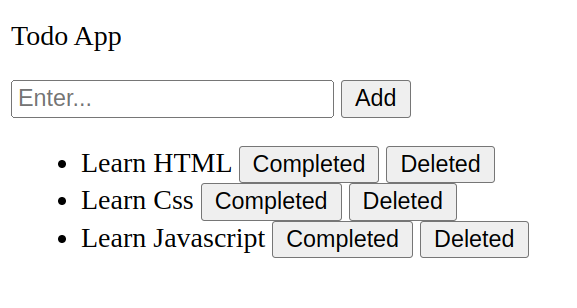 Todo App
Enter... Add
Learn HTML Completed Deleted
Learn Css Completed Deleted
Learn Javascript Completed Deleted